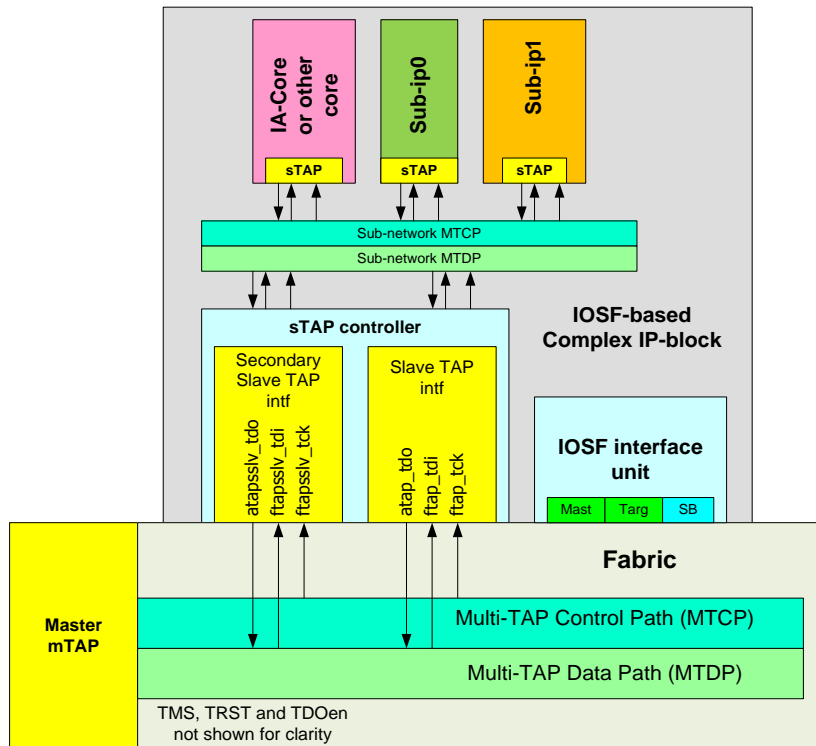 IA-Core
or other
core
Sub-ip0
Sub-ip1
sTAP
sTAP
sTAP
Sub-network MTCP
Sub-network MTDP
IOSF-based
Complex IP-block
sTAP controller
Secondary
Slave TAP
intf
atapsslv_tdo
ftapsslv_tdi
ftapsslv_tck
Slave TAP
intf
atap_tdo
ftap_tdi
ftap_tck
IOSF interface
unit
Mast
Targ
SB
Fabric
Master
mTAP
Multi-TAP Control Path (MTCP)
Multi-TAP Data Path (MTDP)
TMS, TRST and TDOen
not shown for clarity